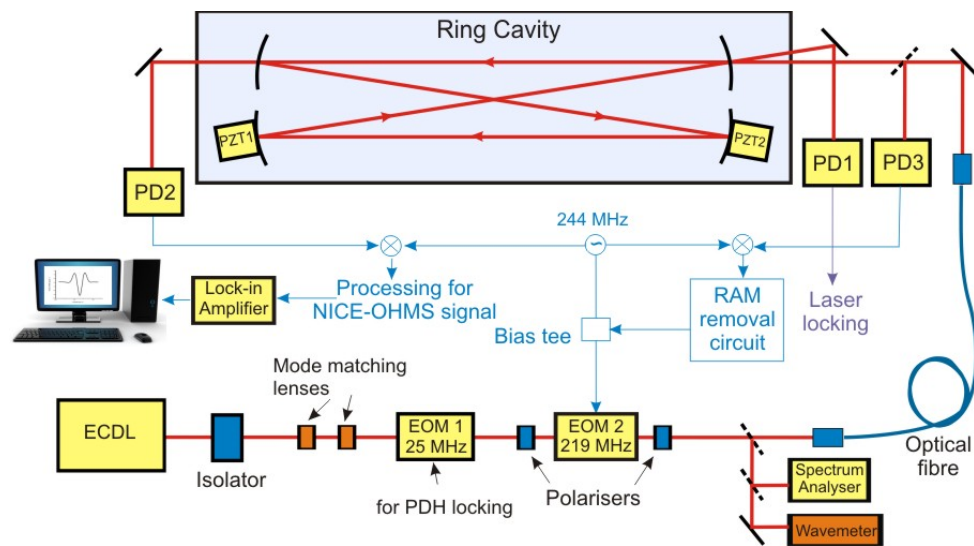 Ring Cavity
PZT1
PZT2
PD2
PD1
PD3
244 MHz
Lock-in
Amplifier
Processing for
NICE-OHMS signal
Bias tee
RAM
removal
circuit
Laser
locking
Mode matching
lenses
ECDL
Isolator
EOM 1
25 MHz
for PDH locking
EOM 2
219 MHz
Polarisers
Optical
fibre
Spectrum
Analyser
Wavemeter